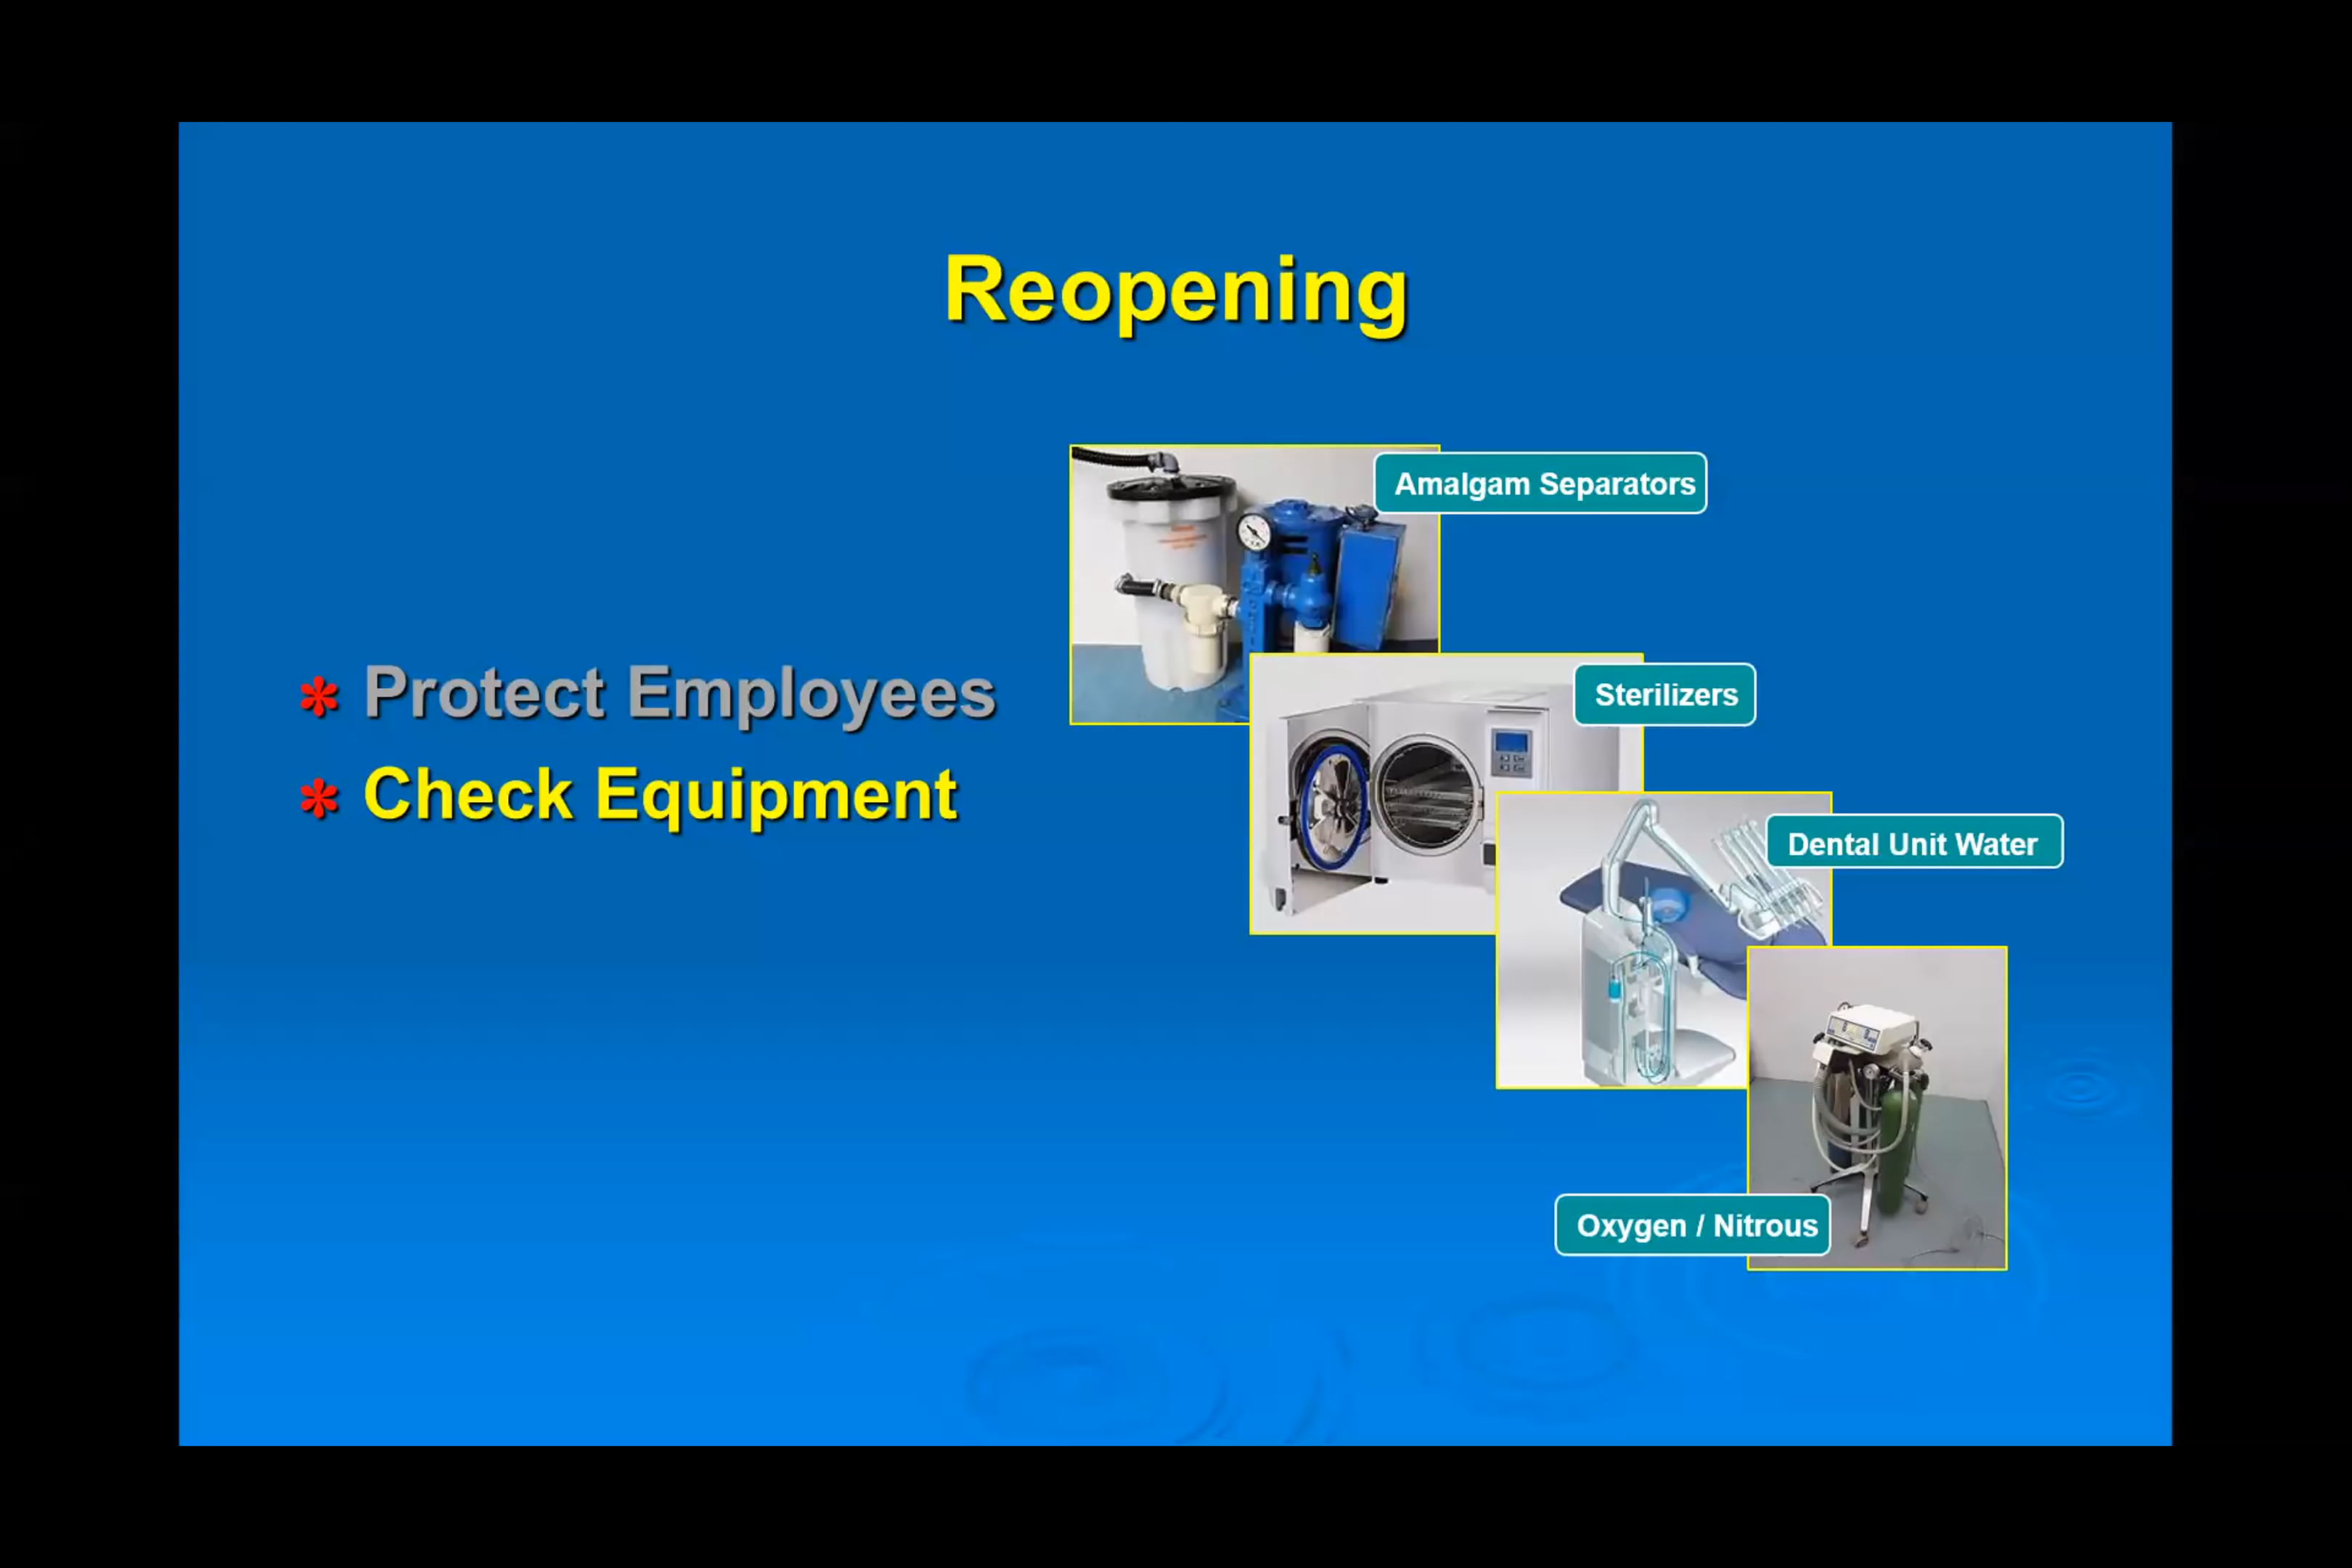 Reopening
Protect Employees
Check Equipment
Amalgam Separators
Sterilizers
Dental Unit Water
Oxygen / Nitrous